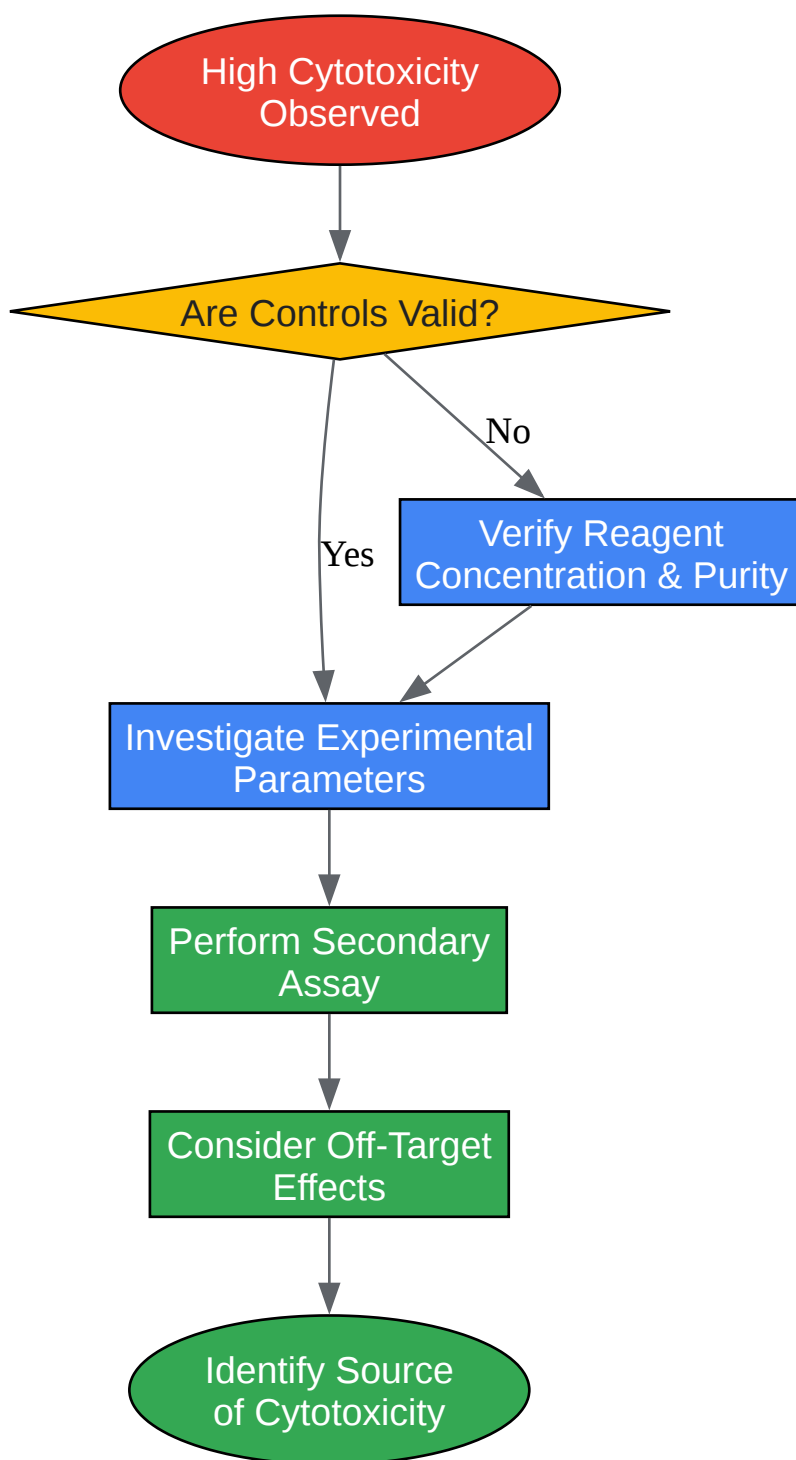 High Cytotoxicity
Observed
Are Controls Valid?
No
Verify Reagent
Concentration & Purity
Yes
Investigate Experimental
Parameters
Perform Secondary
Assay
Consider Off-Target
Effects
Identify Source
of Cytotoxicity